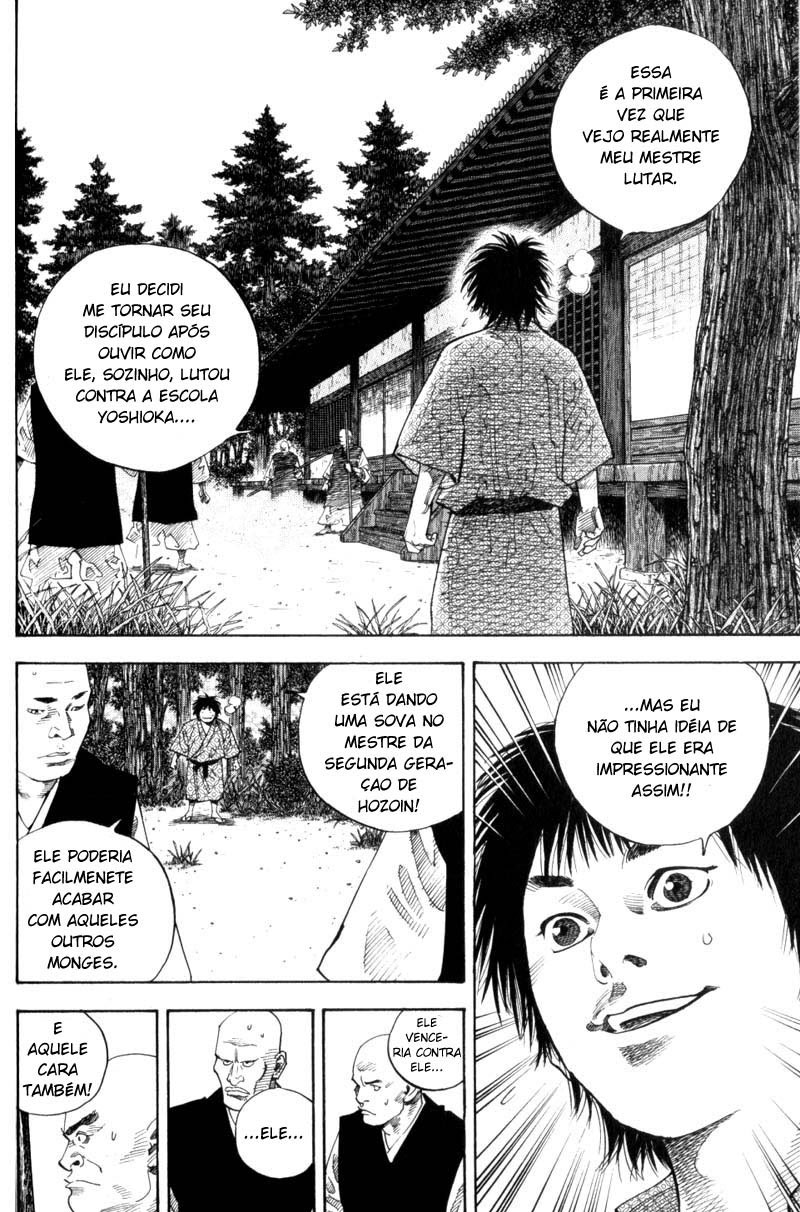 ESSA
É A PRIMEIRA
VEZ QUE
VEJO REALMENTE
MEU MESTRE
LUTAR.
EU DECIDI
ME TORNAR SEU
DISCÍPULO APÓS
OUVIR COMO
ELE, SOZINHO, LUTOU
CONTRA A ESCOLA
YOSHIOKA....
...MAS EU
NÃO TINHA IDÉIA DE
QUE ELE ERA
IMPRESSIONANTE
ASSIM!!
ELE
ESTÁ DANDO
UMA SOVA NO
MESTRE DA
SEGUNDA GERA-
ÇAO DE
HOZOIN!
ELE PODERIA
FACILMENETE
ACABAR
COM AQUELES
OUTROS
MONGES.
ELE
VENCE-
RIA CONTRA
ELE...
...ELE...
E
AQUELE
CARA
TAMBÉM!